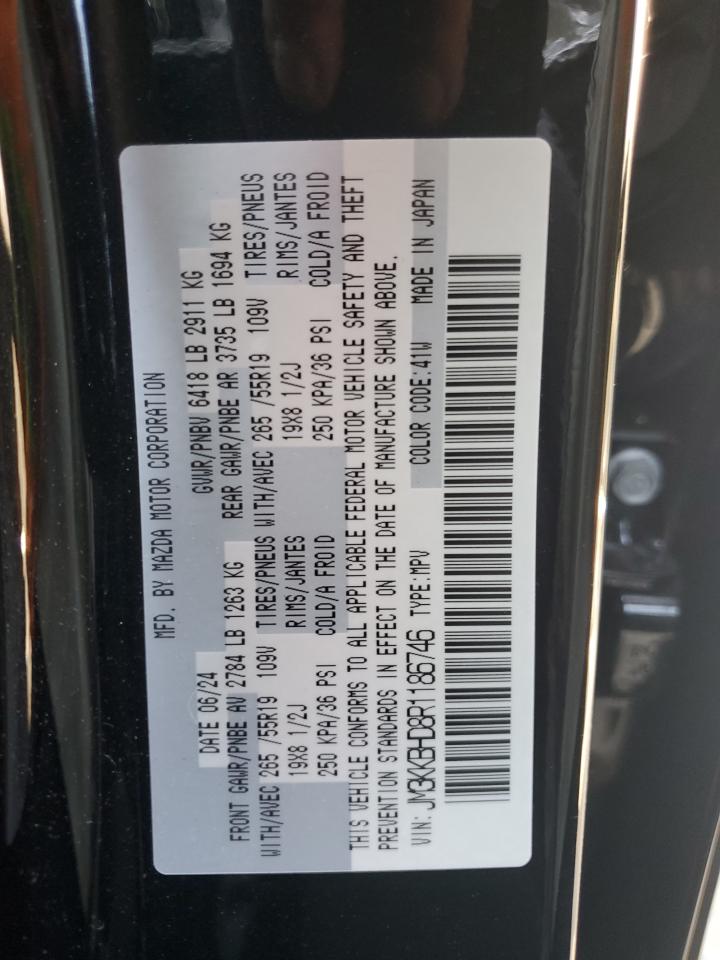 MFD. BY MAZDA MOTOR CORPORATION
DATE 06/24 GVWR/PNBV 6418 LB 2911 KG
FRONT GAWR/PNBE AV 2784 LB 1263 KG REAR GAWR/PNBE AR 3735 LB 1694 KG
WITH/AVEC 265 /55R19 109V TIRES/PNEUS WITH/AVEC 265 /55R19 109V TIRES/PNEUS
19X8 1/2J RIMS/JANTES 19X8 1/2J RIMS/JANTES
250 KPA/36 PSI COLD/A FROID 250 KPA/36 PSI COLD/A FROID
THIS VEHICLE CONFORMS TO ALL APPLICABLE FEDERAL MOTOR VEHICLE SAFETY AND THEFT
PREVENTION STANDARDS IN EFFECT ON THE DATE OF MANUFACTURE SHOWN ABOVE.
VIN: JM3KKBHD8R1186746 TYPE:MPV COLOR CODE:41W MADE IN JAPAN